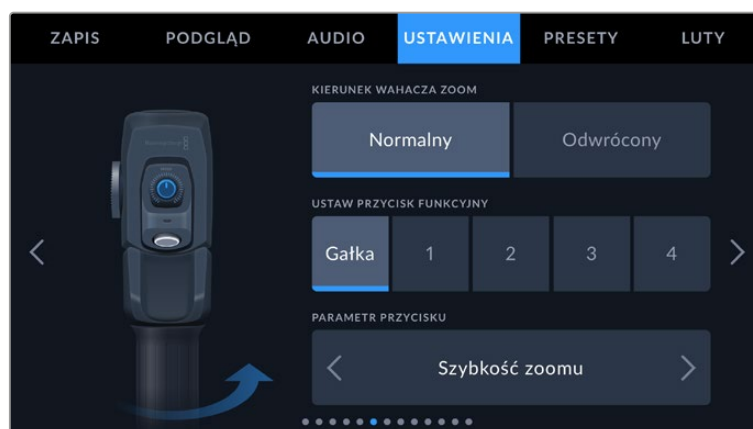 ZAPIS PODGLĄD AUDIO USTAWIENIA PRESETY LUTY
KIERUNEK WAHACZA ZOOM
Normalny Odwrócony
USTAW PRZYCISK FUNKCYJNY
Gałka 1 2 3 4
PARAMETR PRZYCISKU
Szybkość zoomu